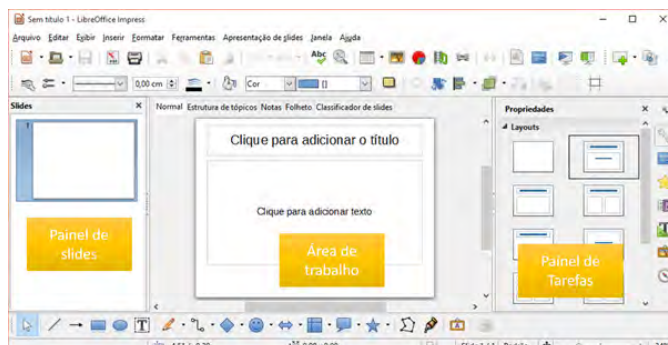 Sem título 1 - LibreOffice Impress
Arquivo Editar Exibir Inserir Formatar Ferramentas Apresentação de slides Janela Ajuda
Abc
0,00 cm
Cor
Slides
Normal Estrutura de tópicos Notas Folheto Classificador de slides
Propriedades
Layouts
1
Clique para adicionar o título
Clique para adicionar texto
Painel de
slides
Área de
trabalho
Painel de
Tarefas
T